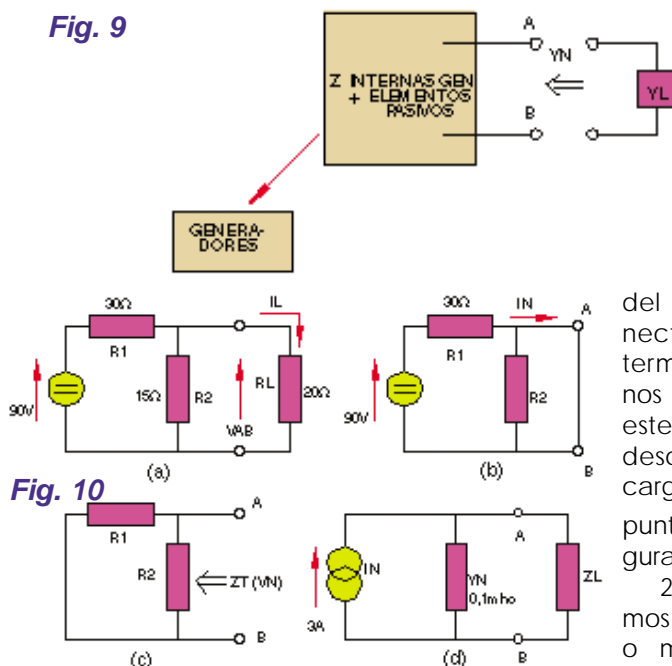 Fig. 9
A
YN
Z INTERNAS GEN
+ ELEMENTOS
PASIVOS
YL
B
GENERA-
DORES
30Ω
IL
R1
15Ω
R2
RL
20Ω
90V
VAB
(a)
30Ω
IN
A
R1
R2
90V
B
(b)
del
nect
term
nos
este
desc
carg
punt
gura
2
mos
o m
Fig. 10
R1
A
R2
ZT (VN)
B
(c)
IN
A
YN
0,1mho
ZL
3A
B
(d)